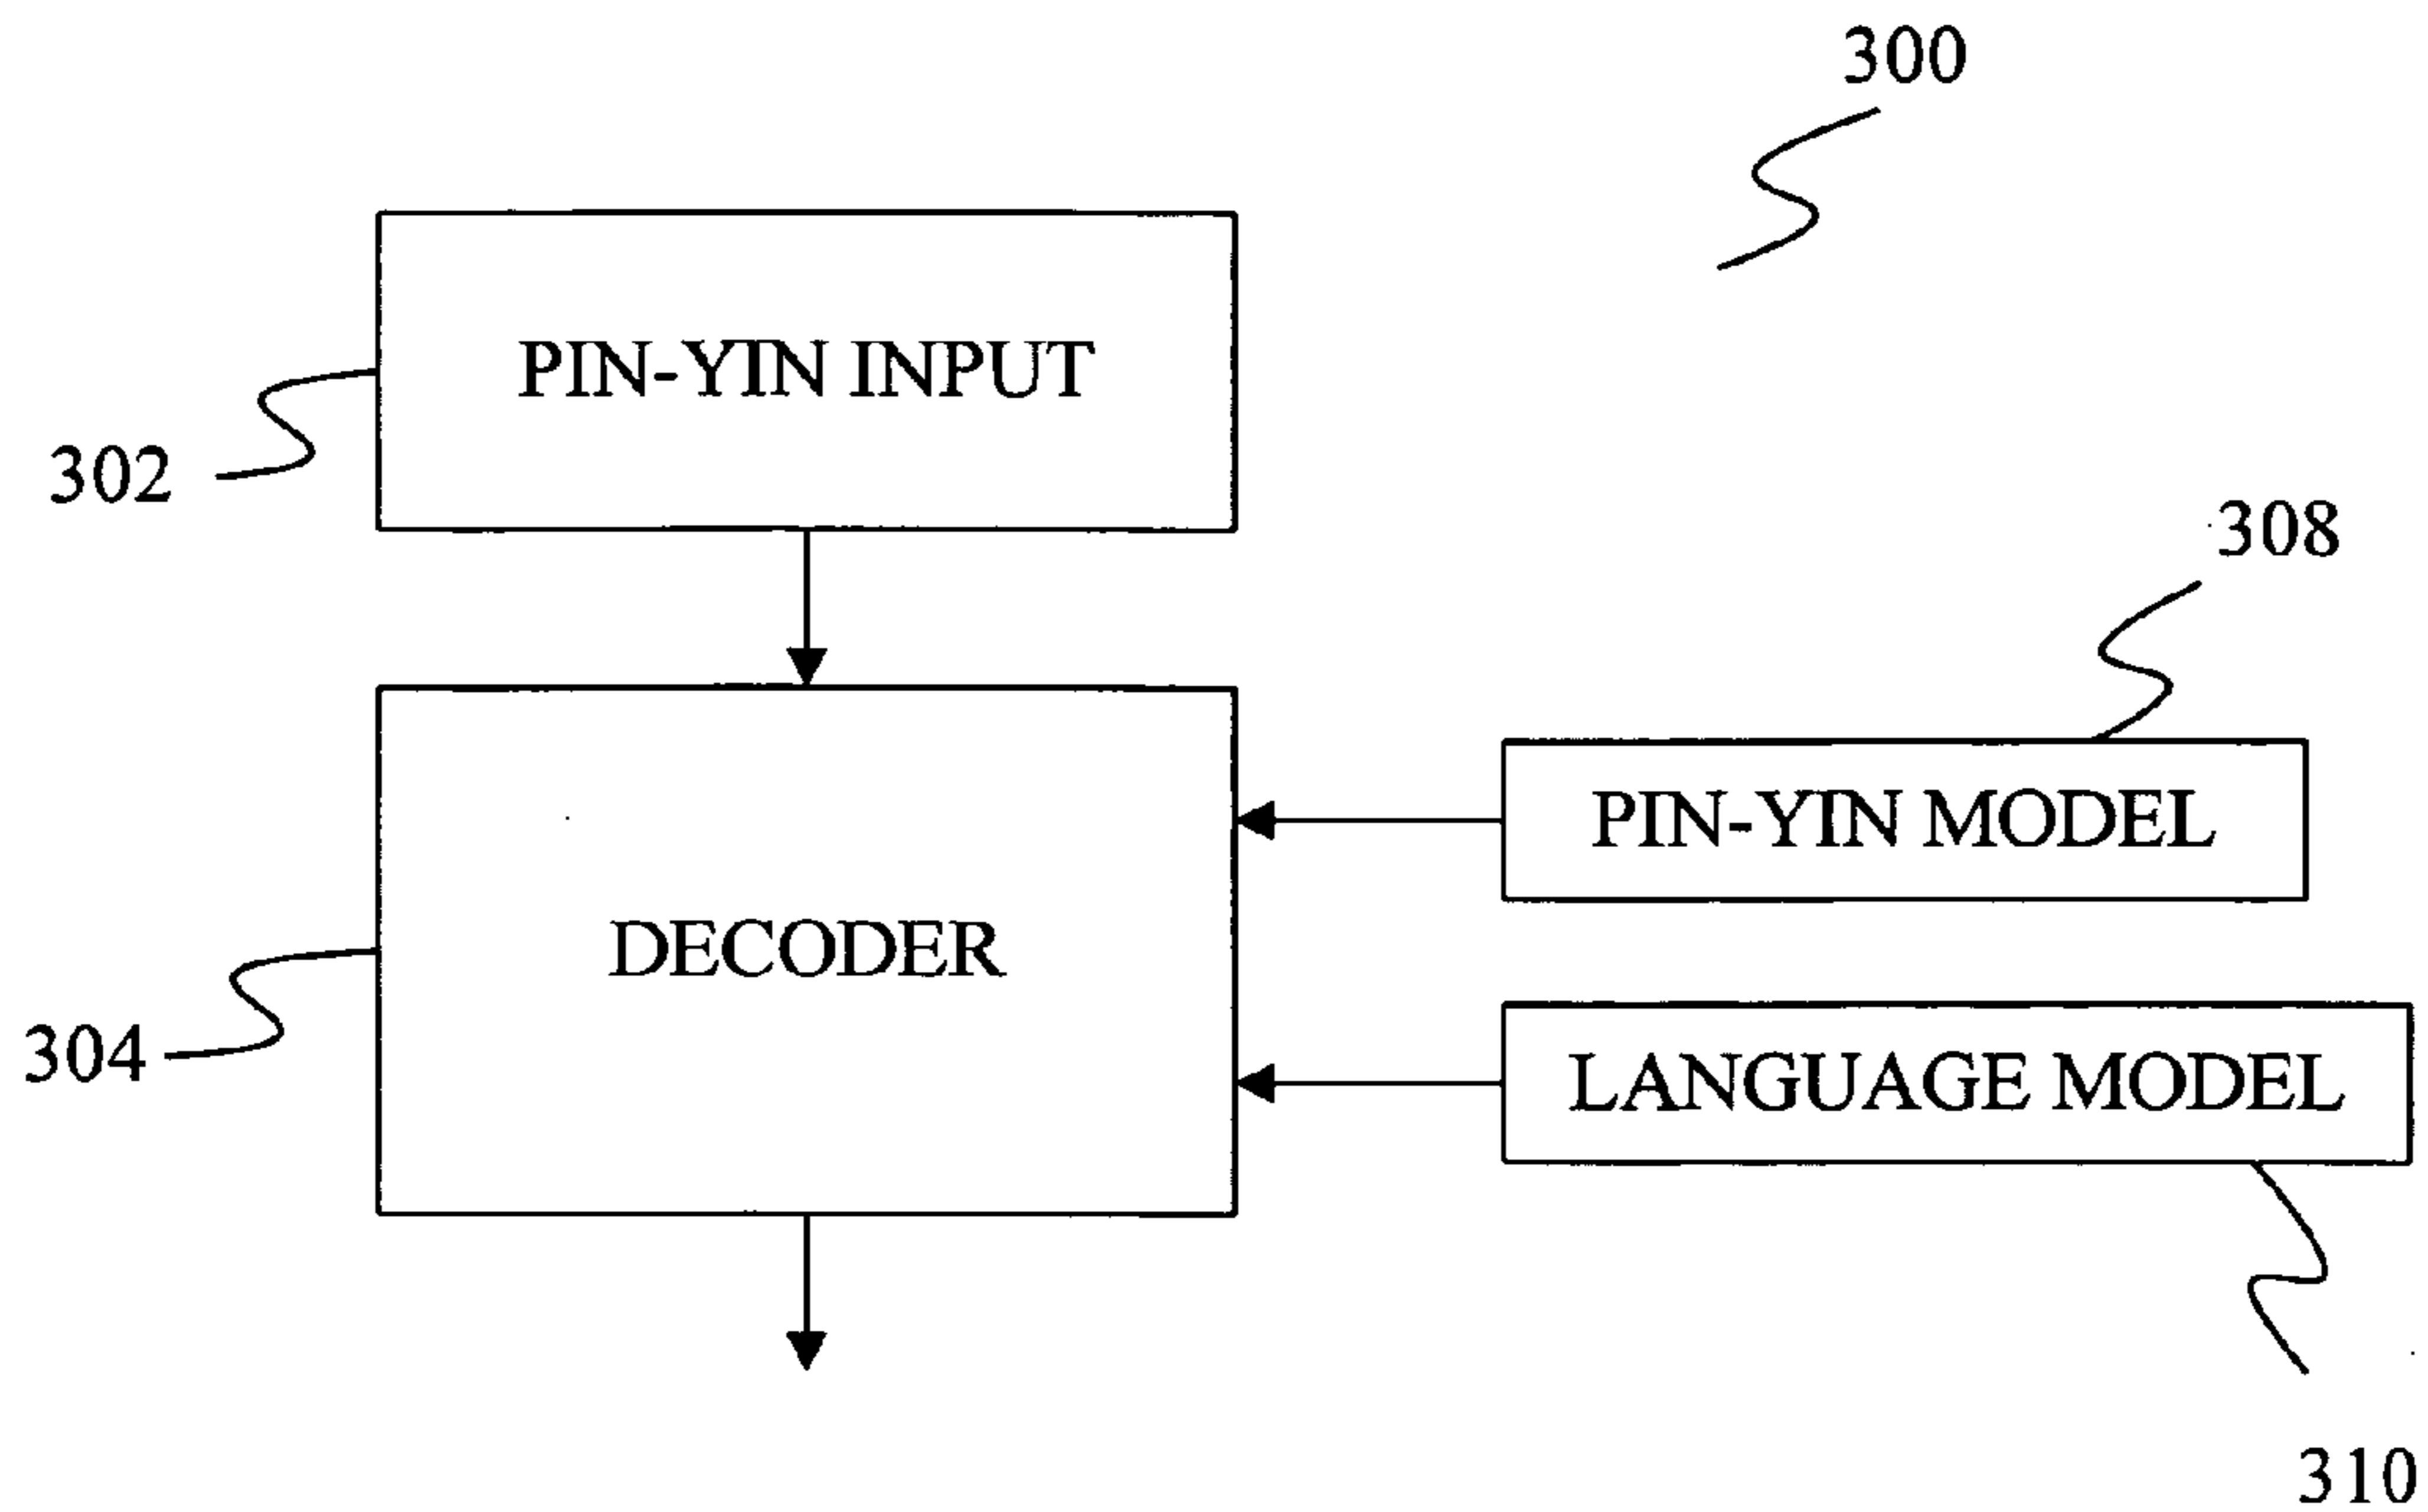 300
PIN-YIN INPUT
302
308
PIN-YIN MODEL
DECODER
304
LANGUAGE MODEL
310